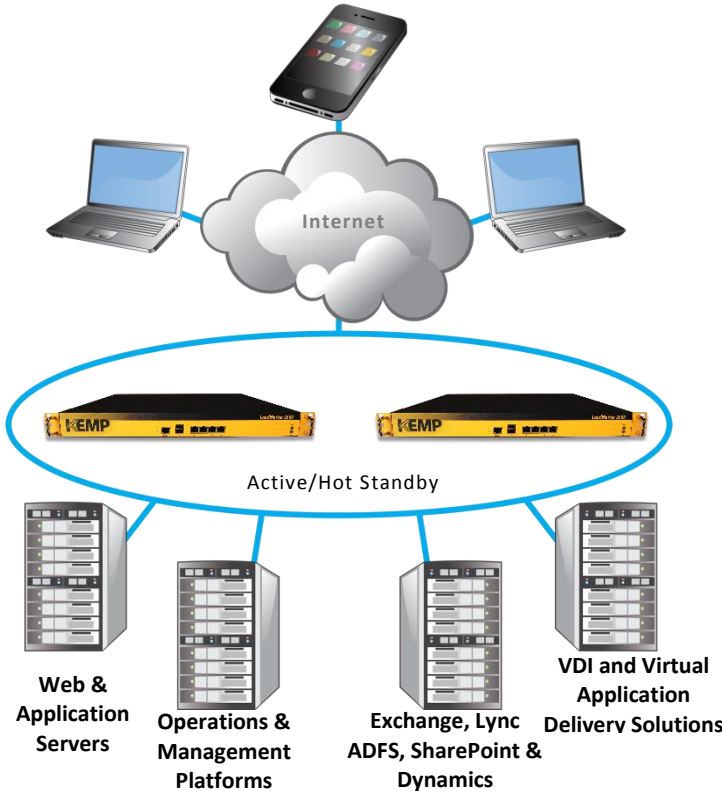 Internet
KEMP
KEMP
Active/Hot Standby
Web &
Application
Servers
Operations &
Management
Platforms
Exchange, Lync
ADFS, SharePoint &
Dynamics
VDI and Virtual
Application
Delivery Solutions